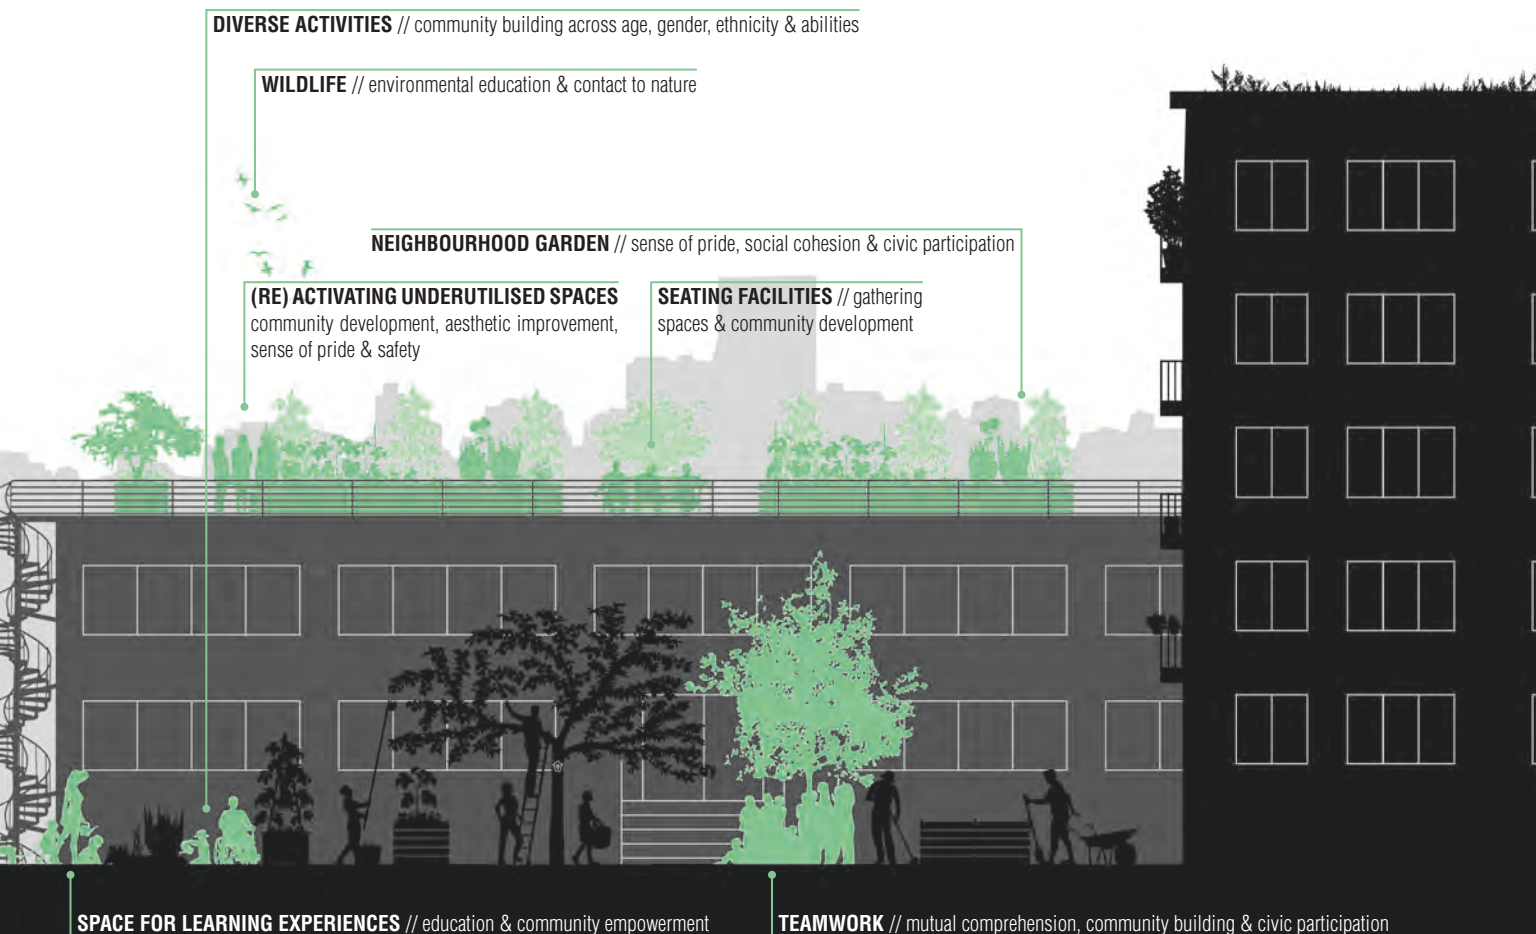 DIVERSE ACTIVITIES // community building across age, gender, ethnicity & abilities
WILDLIFE // environmental education & contact to nature
NEIGHBOURHOOD GARDEN // sense of pride, social cohesion & civic participation
(RE) ACTIVATING UNDERUTILISED SPACES
community development, aesthetic improvement,
sense of pride & safety
SEATING FACILITIES // gathering
spaces & community development
SPACE FOR LEARNING EXPERIENCES // education & community empowerment
TEAMWORK // mutual comprehension, community building & civic participation